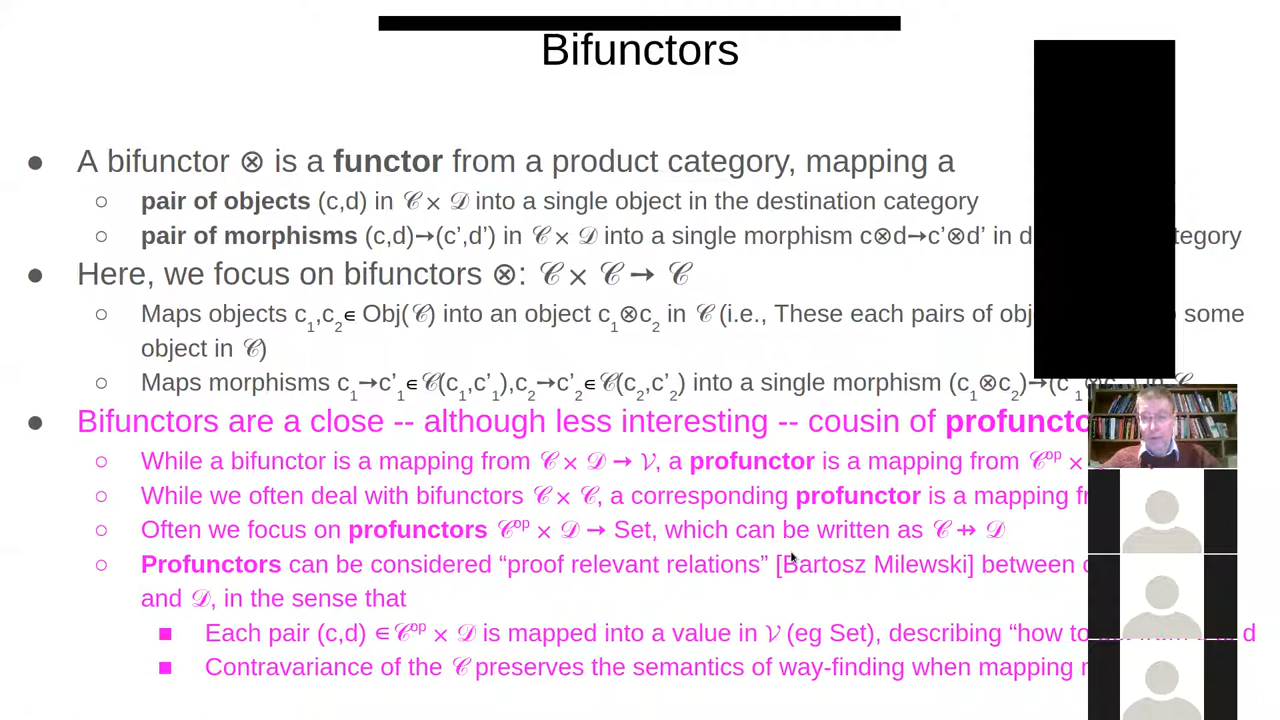 Bifunctors
● A bifunctor ⊗ is a functor from a product category, mapping a
○ pair of objects (c,d) in 𝒞 × 𝒟 into a single object in the destination category
○ pair of morphisms (c,d)→(c’,d’) in 𝒞 × 𝒟 into a single morphism c⊗d→c’⊗d’ in
● Here, we focus on bifunctors ⊗: 𝒞 × 𝒞 → 𝒞
○ Maps objects c₁,c₂∈ Obj(𝒞) into an object c₁⊗c₂ in 𝒞 (i.e., These each pairs of some
object in 𝒞)
○ Maps morphisms c₁→c’₁∈𝒞(c₁,c’₁),c₂→c’₂∈𝒞(c₂,c’₂) into a single morphism (c₁⊗c₂)→
● Bifunctors are a close -- although less interesting -- cousin of
○ While a bifunctor is a mapping from 𝒞 × 𝒟 → 𝒱, a profunctor is a mapping from 𝒞ᵒᵖ ×
○ While we often deal with bifunctors 𝒞 × 𝒞, a corresponding profunctor is a mapping
○ Often we focus on profunctors 𝒞ᵒᵖ × 𝒟 → Set, which can be written as 𝒞 ⇸ 𝒟
○ Profunctors can be considered “proof relevant relations” [Bartosz Milewski] between
and 𝒟, in the sense that
■ Each pair (c,d) ∈𝒞ᵒᵖ × 𝒟 is mapped into a value in 𝒱 (eg Set), describing “how to d
■ Contravariance of the 𝒞 preserves the semantics of way-finding when mapping